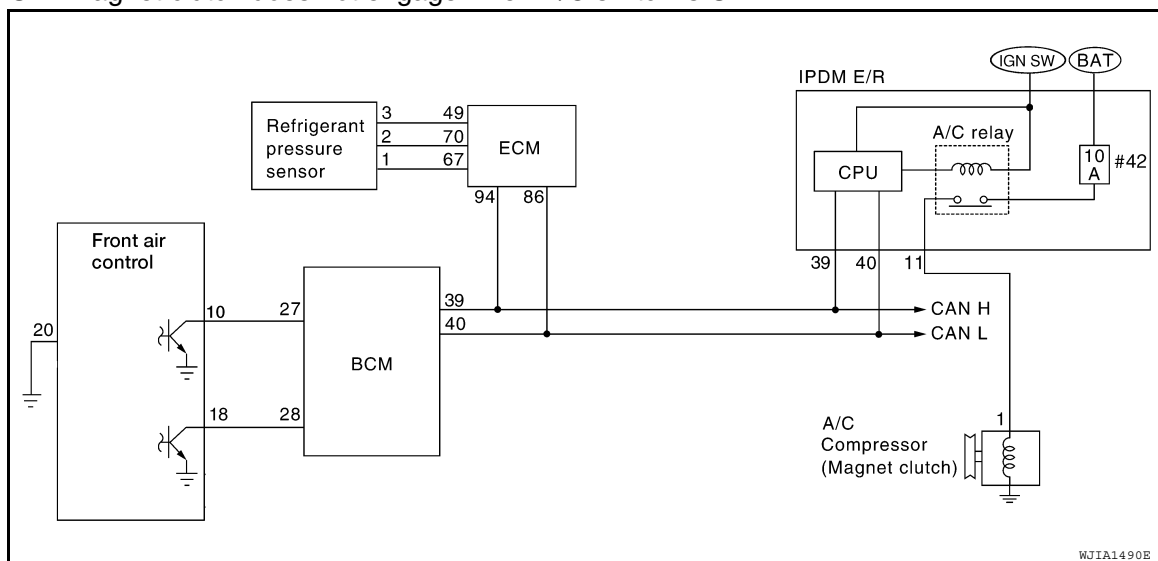 IGN SW
BAT
IPDM E/R
A/C relay
CPU
10
A
#42
39
40
11
Refrigerant
pressure
sensor
3
2
1
49
70
67
ECM
94
86
Front air
control
20
10
18
27
28
BCM
39
40
CAN H
CAN L
A/C
Compressor
(Magnet clutch)
1
WJIA1490E